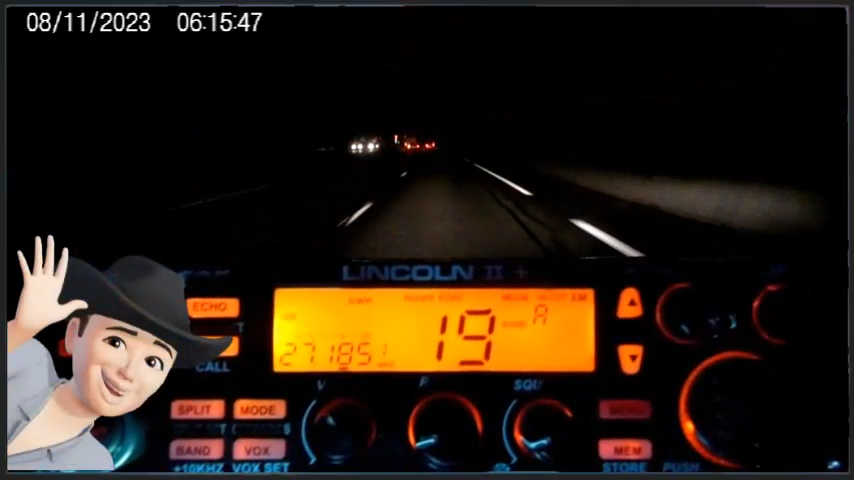 08/11/2023 06:15:47
LINCOLN II +
ECHO
CALL
19
A
27.185
V
SQU
SPLIT MODE
MENU
BAND VOX
MEM
+10KHZ VOX SET
STORE PUSH